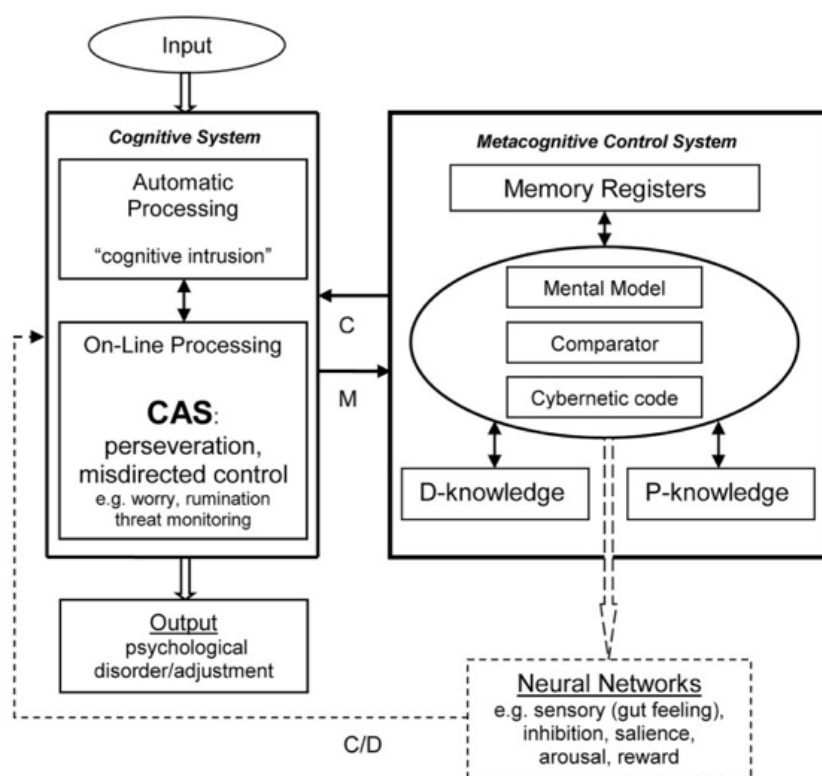 Input
Cognitive System
Automatic
Processing
“cognitive intrusion”
On-Line Processing
CAS:
perseveration,
misdirected control
e.g. worry, rumination
threat monitoring
Output
psychological
disorder/adjustment
C
M
Metacognitive Control System
Memory Registers
Mental Model
Comparator
Cybernetic code
D-knowledge
P-knowledge
Neural Networks
e.g. sensory (gut feeling),
inhibition, salience,
arousal, reward
C/D